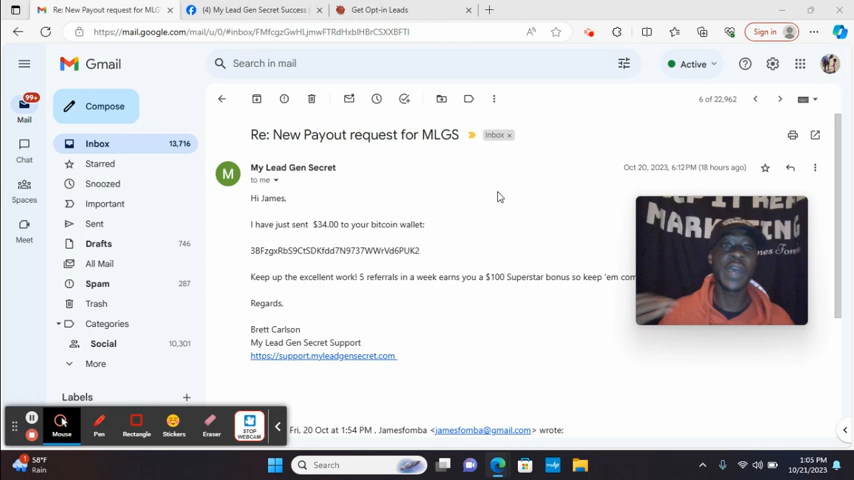 Re: New Payout request for MLGS
(4) My Lead Gen Secret Success
Get Opt-in Leads
https://mail.google.com/mail/u/0/#inbox/FMfcgzGwHLjmwFTRdHxblHBrCSXXBFTl
Sign in
Gmail
Search in mail
Active
99+
Mail
Chat
Spaces
Meet
Compose
Inbox 13,716
Starred
Snoozed
Important
Sent
Drafts 746
All Mail
Spam 287
Trash
Categories
Social 10,301
More
Labels
6 of 22,962
Re: New Payout request for MLGS Inbox x
My Lead Gen Secret
to me
Oct 20, 2023, 6:12 PM (18 hours ago)
Hi James,
I have just sent $34.00 to your bitcoin wallet:
3BFzgxRbS9CtSDKfdd7N9737WWrVd6PUK2
Keep up the excellent work! 5 referrals in a week earns you a $100 Superstar bonus so keep 'em com
Regards,
Brett Carlson
My Lead Gen Secret Support
https://support.myleadgensecret.com
Fri, 20 Oct at 1:54 PM , Jamesfomba <jamesfomba@gmail.com> wrote:
KEEP IT REAL
MARKETING
Mouse
Pen
Rectangle
Stickers
Eraser
STOP
WEBCAM
58°F
Rain
Search
1:05 PM
10/21/2023